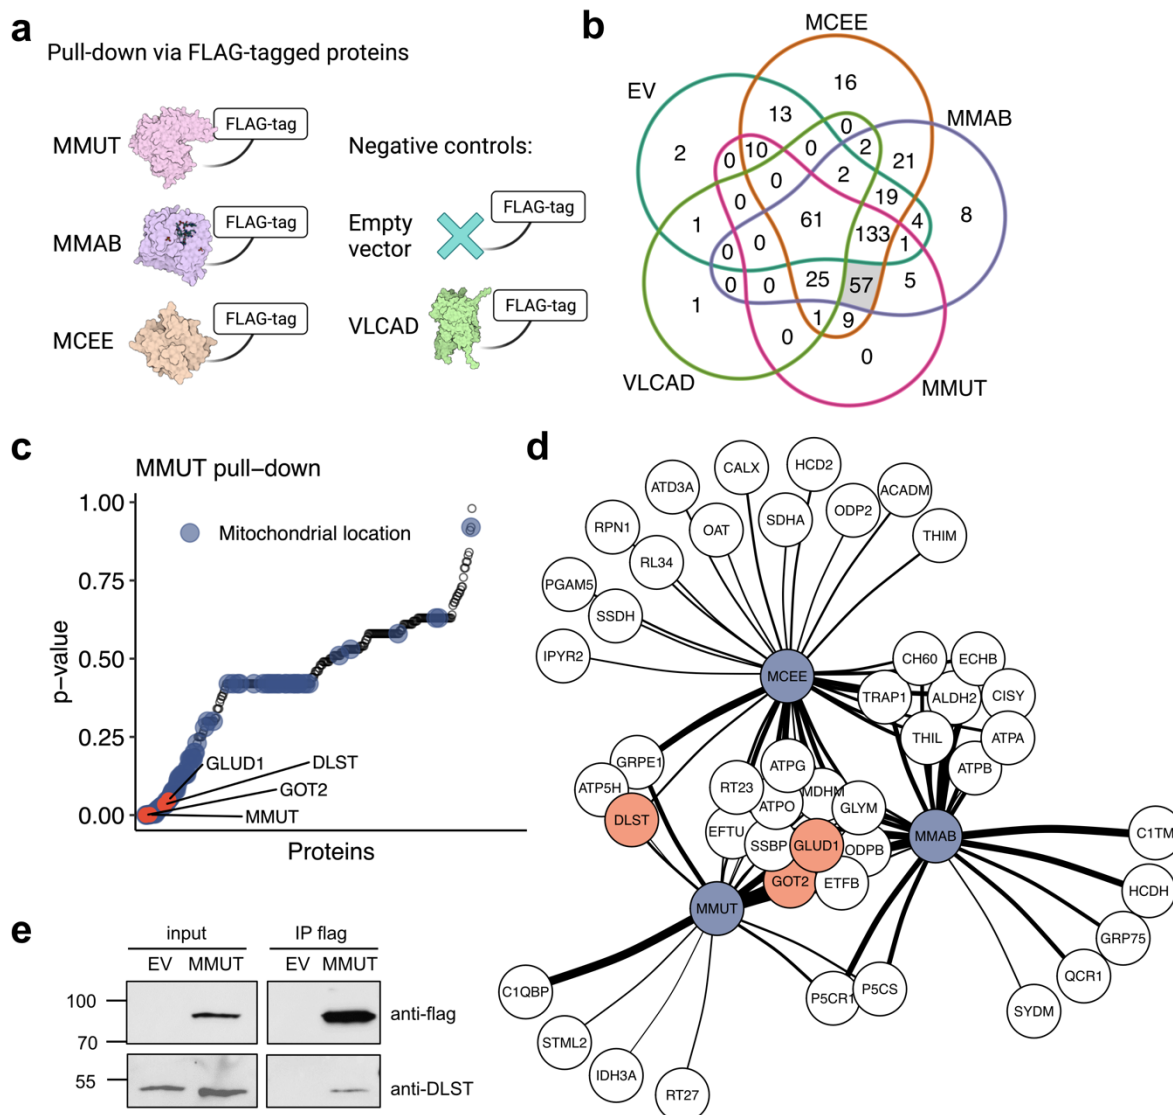 a
Pull-down via FLAG-tagged proteins
MMUT
FLAG-tag
MMAB
FLAG-tag
MCEE
FLAG-tag
Negative controls:
Empty
vector
FLAG-tag
VLCAD
FLAG-tag
b
MCEE
EV
MMAB
VLCAD
MMUT
16
13
0
2
2
21
0
10
0
2
19
8
0
0
4
1
0
61
133
1
0
0
0
25
57
5
1
0
1
9
0
c
MMUT pull-down
Mitochondrial location
1.00
0.75
0.50
0.25
0.00
p-value
GLUD1
DLST
GOT2
MMUT
Proteins
d
CALX
HCD2
ATD3A
ACADM
RPN1
OAT
SDHA
ODP2
THIM
RL34
PGAM5
SSDH
IPYR2
MCEE
CH60
ECHB
TRAP1
ALDH2
CISY
THIL
ATPA
GRPE1
ATPG
ATPB
ATP5H
RT23
MDHM
ATPO
GLYM
DLST
EFTU
SSBP
GLUD1
ODPB
MMAB
C1TM
GOT2
ETFB
HCDH
MMUT
GRP75
QCR1
C1QBP
P5CR1
P5CS
SYDM
STML2
IDH3A
RT27
e
input
IP flag
EV
MMUT
EV
MMUT
100
70
anti-flag
55
anti-DLST